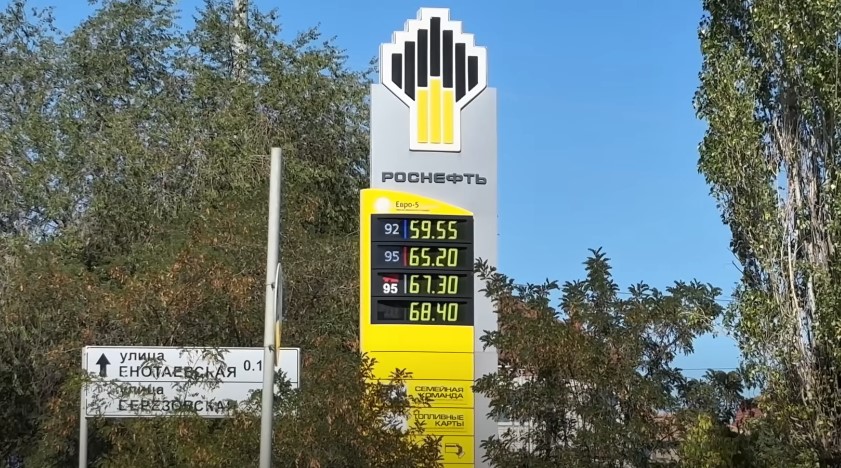 РОСНЕФТЬ
Евро-5
92 59.55
95 65.20
95 67.30
68.40
улица
ЕНОТАЕВСКАЯ 0.1
улица
БЕРЕЗОВСКАЯ
СЕМЕЙНАЯ
КОМАНДА
ТОПЛИВНЫЕ
КАРТЫ